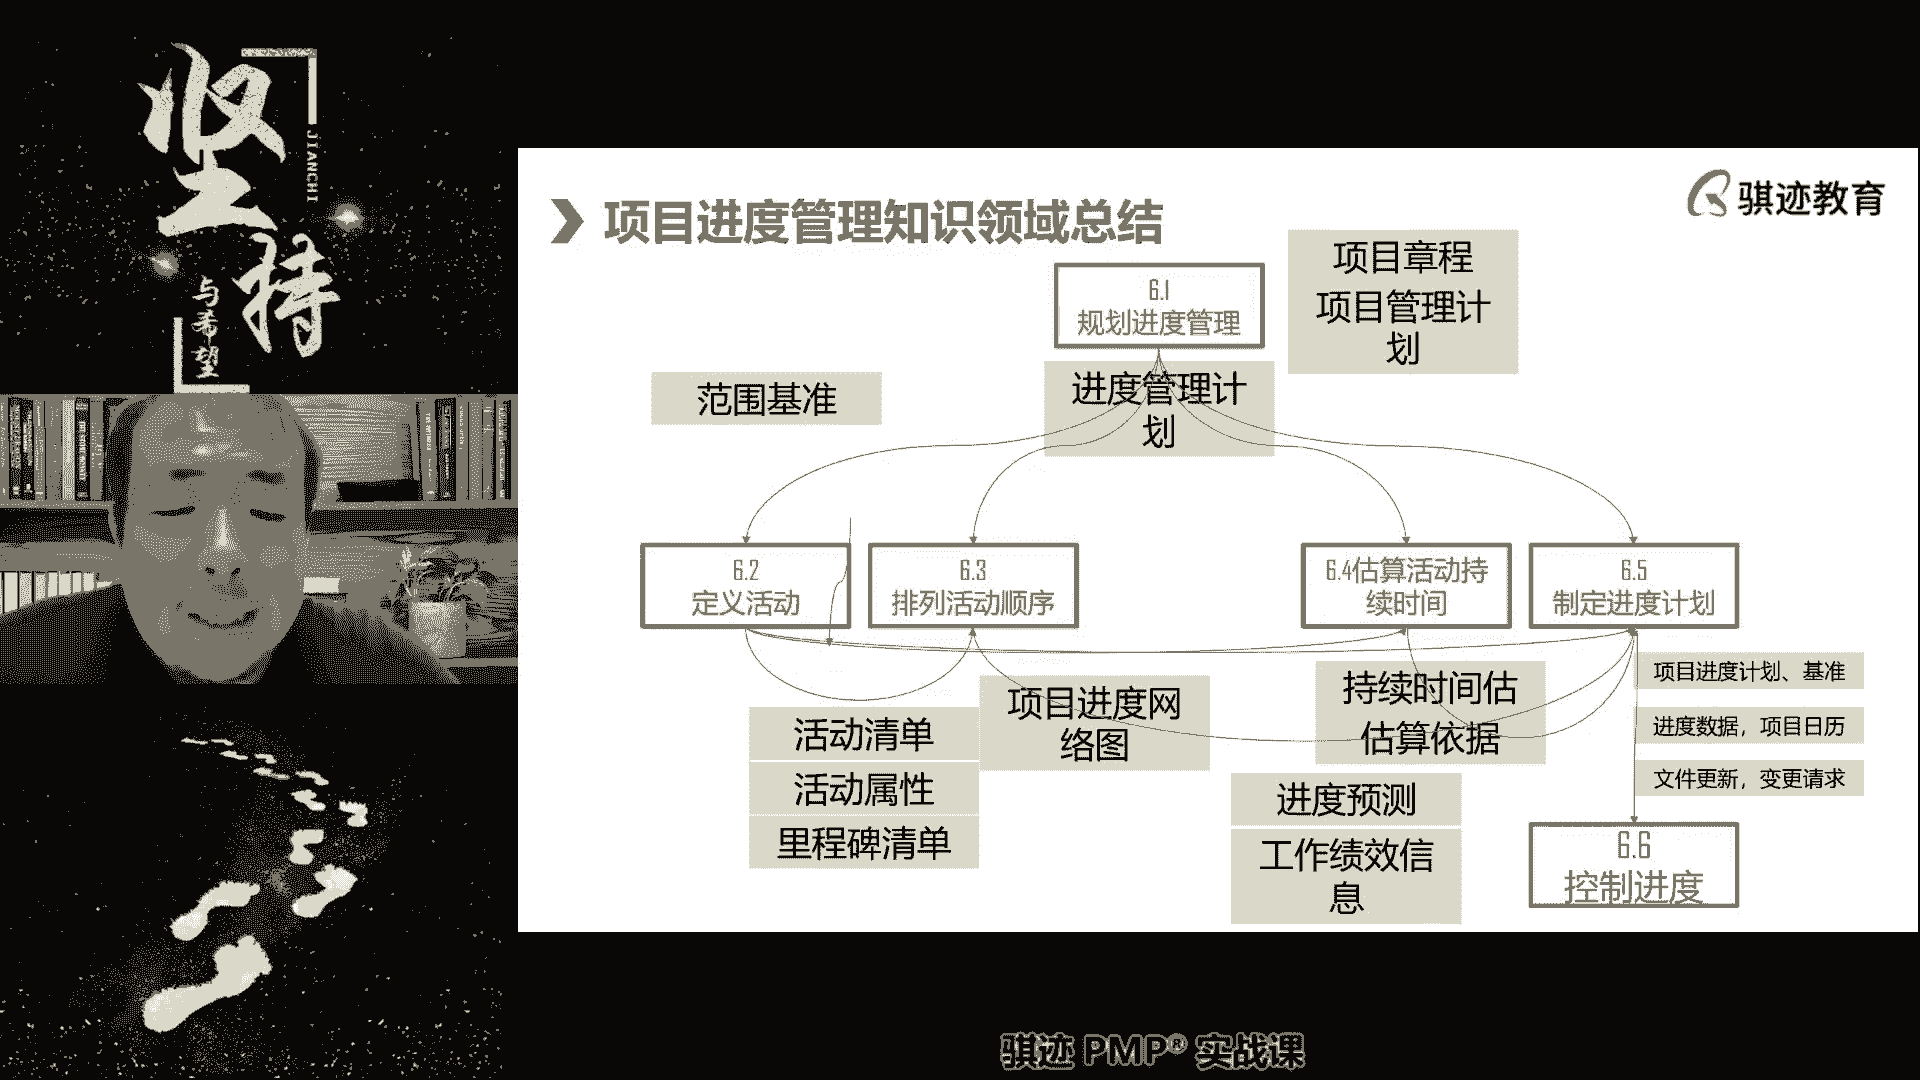 坚持
JIANCHI
与希望
骐迹教育
项目进度管理知识领域总结
6.1
规划进度管理
项目章程
项目管理计
划
范围基准
进度管理计
划
6.2
定义活动
6.3
排列活动顺序
6.4估算活动持
续时间
6.5
制定进度计划
活动清单
活动属性
里程碑清单
项目进度网
络图
持续时间估
估算依据
进度预测
工作绩效信
息
项目进度计划、基准
进度数据，项目日历
文件更新，变更请求
6.6
控制进度
骐迹 PMP® 实战课